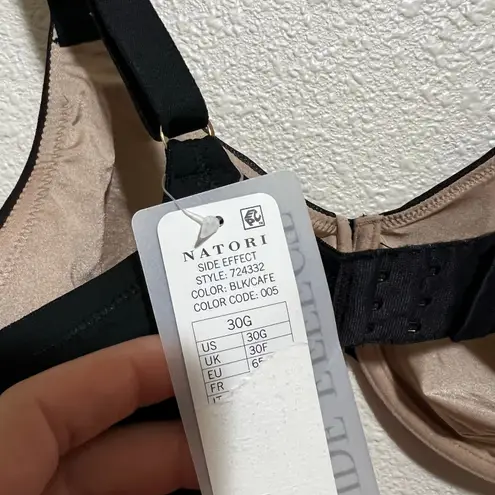 NATORI
SIDE EFFECT
STYLE: 724332
COLOR: BLK/CAFE
COLOR CODE: 005
30G
US 30G
UK 30F
EU
FR